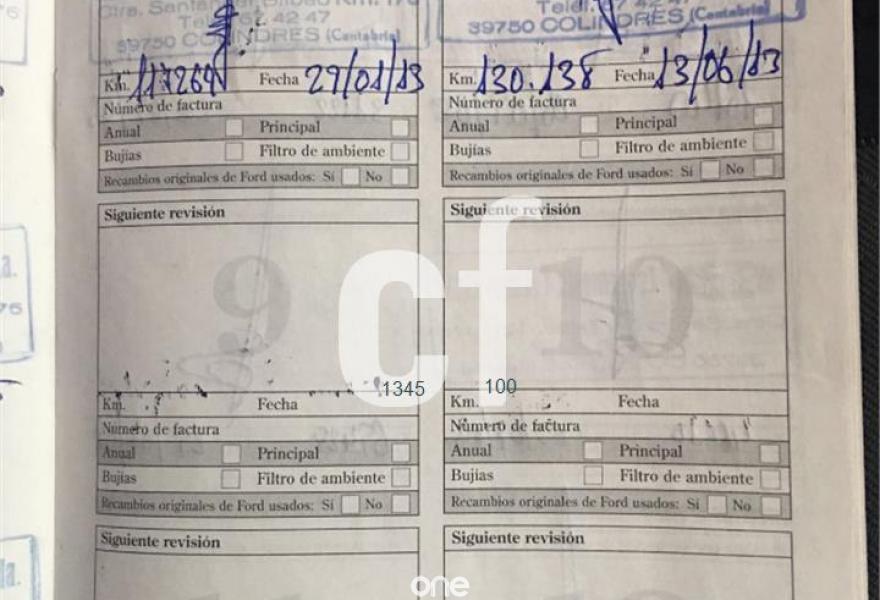 39750 COLINDRES (Cantabria)
39750 COLINDRES (Cantabria)
Km. 117269 Fecha 29/01/13
Número de factura
Anual Principal
Bujías Filtro de ambiente
Recambios originales de Ford usados: Sí No
Km. 130.138 Fecha 13/06/13
Número de factura
Anual Principal
Bujías Filtro de ambiente
Recambios originales de Ford usados: Sí No
Siguiente revisión
9
1345
Km. Fecha
Número de factura
Anual Principal
Bujías Filtro de ambiente
Recambios originales de Ford usados: Sí No
Siguiente revisión
10
100
Km. Fecha
Número de factura
Anual Principal
Bujías Filtro de ambiente
Recambios originales de Ford usados: Sí No
Siguiente revisión
Siguiente revisión
cf
one